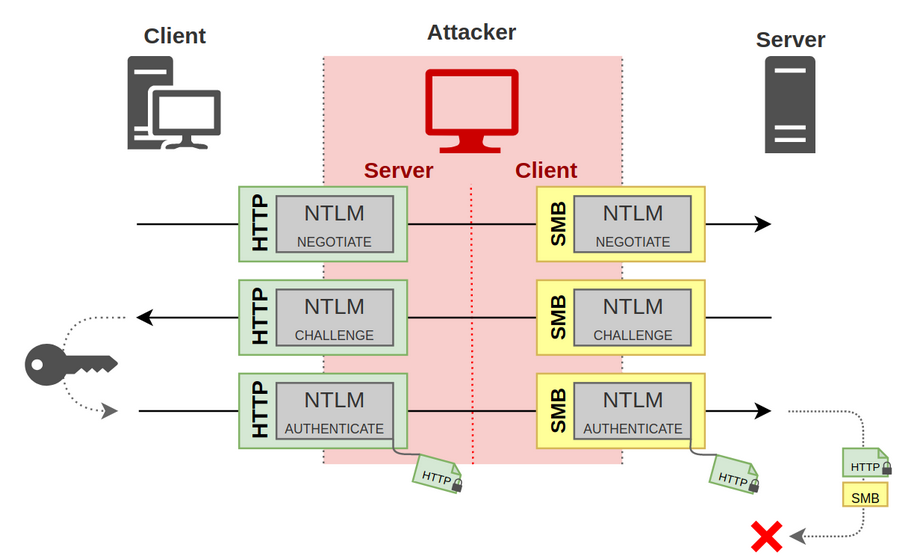 Client
Attacker
Server
Server
Client
HTTP
NTLM
NEGOTIATE
SMB
NTLM
NEGOTIATE
HTTP
NTLM
CHALLENGE
SMB
NTLM
CHALLENGE
HTTP
NTLM
AUTHENTICATE
SMB
NTLM
AUTHENTICATE
HTTP
HTTP
HTTP
SMB